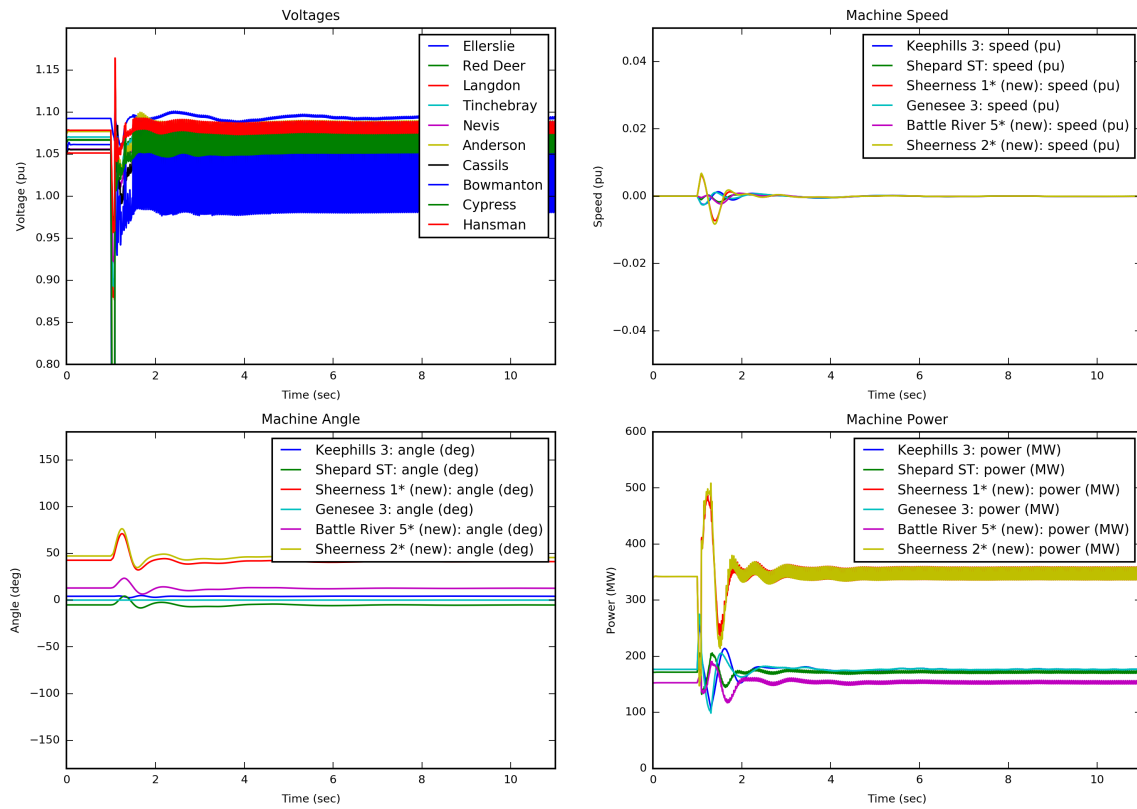 Voltages
1.15
1.10
1.05
1.00
0.95
0.90
0.85
0.80
Voltage (pu)
Ellerslie
Red Deer
Langdon
Tinchebray
Nevis
Anderson
Cassils
Bowmanton
Cypress
Hansman
0 2 4 6 8 10
Time (sec)
Machine Speed
0.04
0.02
0.00
−0.02
−0.04
Speed (pu)
Keephills 3: speed (pu)
Shepard ST: speed (pu)
Sheerness 1* (new): speed (pu)
Genesee 3: speed (pu)
Battle River 5* (new): speed (pu)
Sheerness 2* (new): speed (pu)
0 2 4 6 8 10
Time (sec)
Machine Angle
150
100
50
0
−50
−100
−150
Angle (deg)
Keephills 3: angle (deg)
Shepard ST: angle (deg)
Sheerness 1* (new): angle (deg)
Genesee 3: angle (deg)
Battle River 5* (new): angle (deg)
Sheerness 2* (new): angle (deg)
0 2 4 6 8 10
Time (sec)
Machine Power
600
500
400
300
200
100
0
Power (MW)
Keephills 3: power (MW)
Shepard ST: power (MW)
Sheerness 1* (new): power (MW)
Genesee 3: power (MW)
Battle River 5* (new): power (MW)
Sheerness 2* (new): power (MW)
0 2 4 6 8 10
Time (sec)